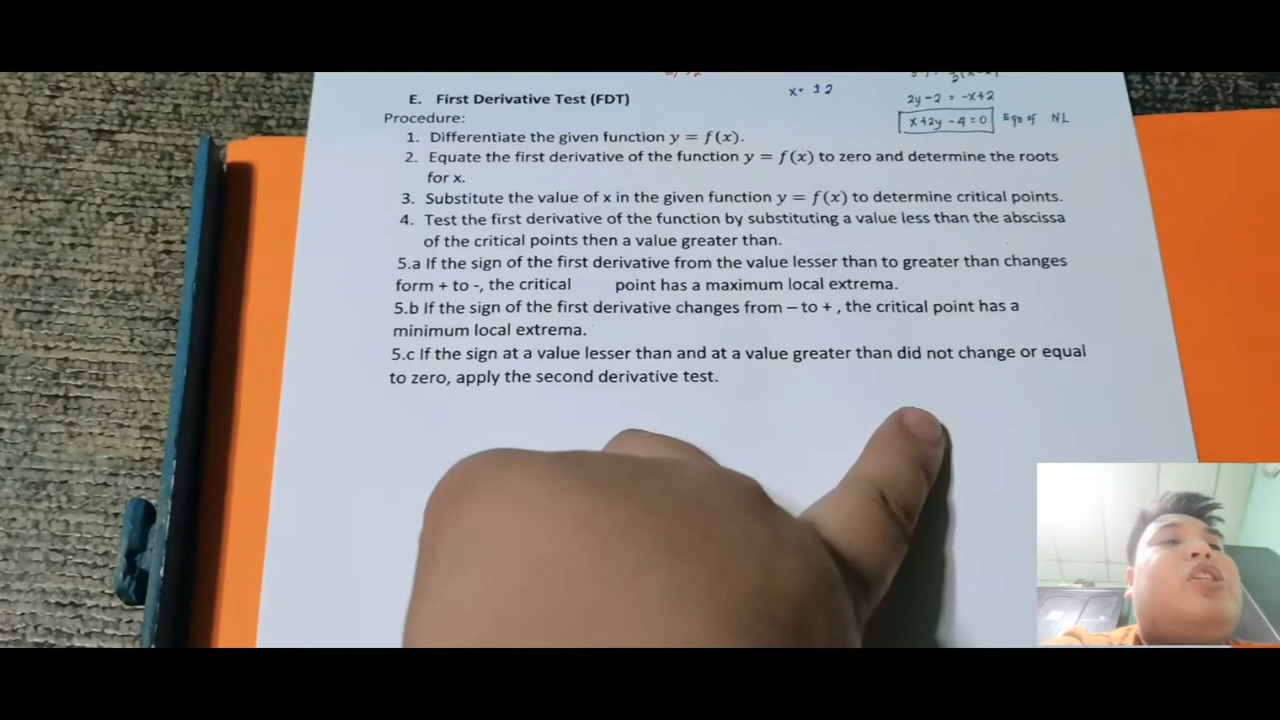 E. First Derivative Test (FDT)
x= ±2
2y-2 = -x+2
x+2y-4=0 Eqn of NL
Procedure:
1. Differentiate the given function y = f(x).
2. Equate the first derivative of the function y = f(x) to zero and determine the roots
for x.
3. Substitute the value of x in the given function y = f(x) to determine critical points.
4. Test the first derivative of the function by substituting a value less than the abscissa
of the critical points then a value greater than.
5.a If the sign of the first derivative from the value lesser than to greater than changes
form + to -, the critical point has a maximum local extrema.
5.b If the sign of the first derivative changes from – to + , the critical point has a
minimum local extrema.
5.c If the sign at a value lesser than and at a value greater than did not change or equal
to zero, apply the second derivative test.